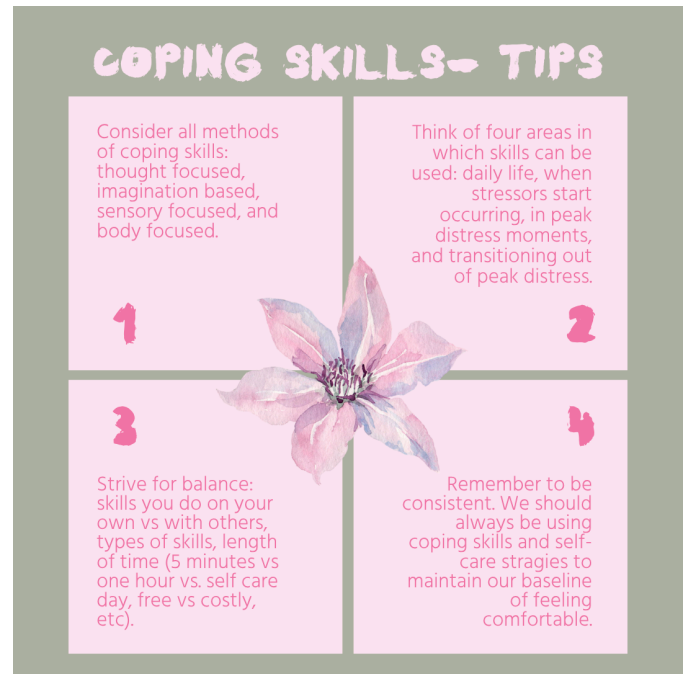 COPING SKILLS- TIPS
Consider all methods
of coping skills:
thought focused,
imagination based,
sensory focused, and
body focused.
1
Think of four areas in
which skills can be
used: daily life, when
stressors start
occurring, in peak
distress moments,
and transitioning out
of peak distress.
2
3
Strive for balance:
skills you do on your
own vs with others,
types of skills, length
of time (5 minutes vs
one hour vs. self care
day, free vs costly,
etc).
4
Remember to be
consistent. We should
always be using
coping skills and self-
care stragies to
maintain our baseline
of feeling
comfortable.